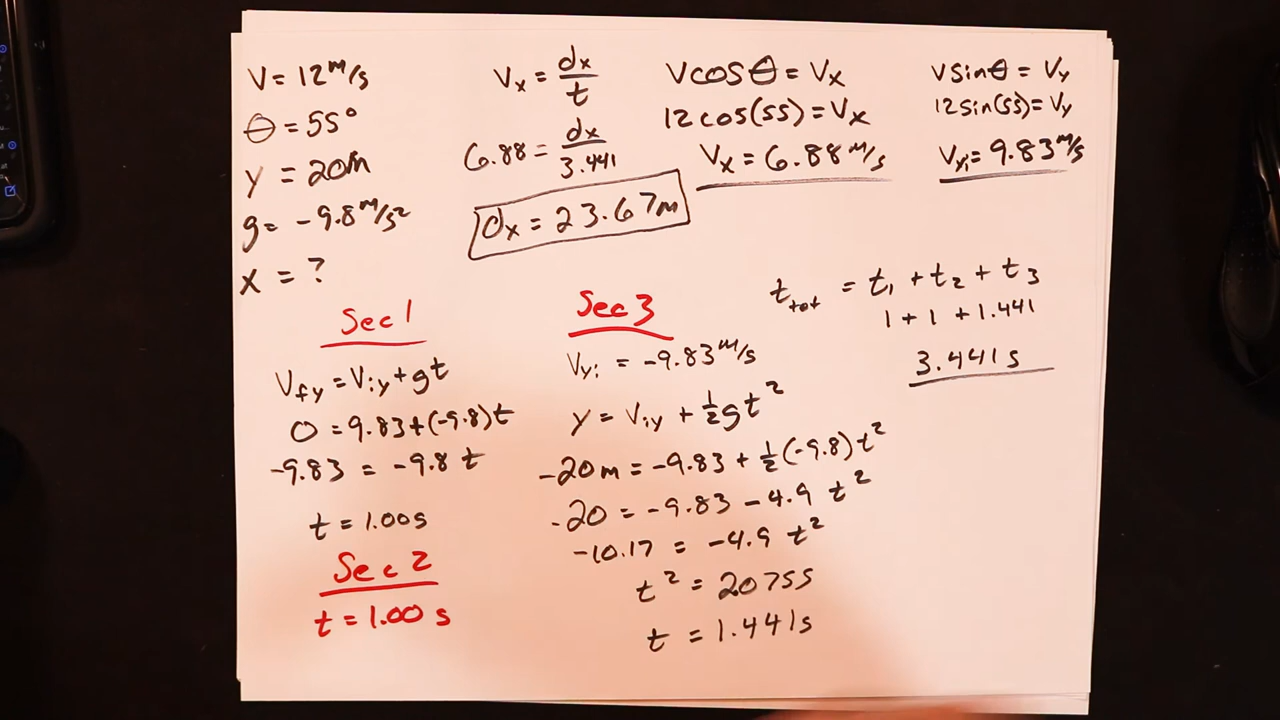 V = 12 m/s
θ = 55°
y = 20m
g = -9.8 m/s²
x = ?
Vx = dx/t
6.88 = dx/3.441
dx = 23.67m
Vcosθ = Vx
12cos(55) = Vx
Vx = 6.88 m/s
Vsinθ = Vy
12sin(55) = Vy
Vyi = 9.83 m/s
t tot = t1 + t2 + t3
1 + 1 + 1.441
3.441 s
Sec 1
Vfy = Viy + gt
0 = 9.83 + (-9.8)t
-9.83 = -9.8 t
t = 1.00s
Sec 2
t = 1.00 s
Sec 3
Vyi = -9.83 m/s
y = Viy + ½gt²
-20m = -9.83 + ½(-9.8)t²
-20 = -9.83 - 4.9 t²
-10.17 = -4.9 t²
t² = 20755
t = 1.441s